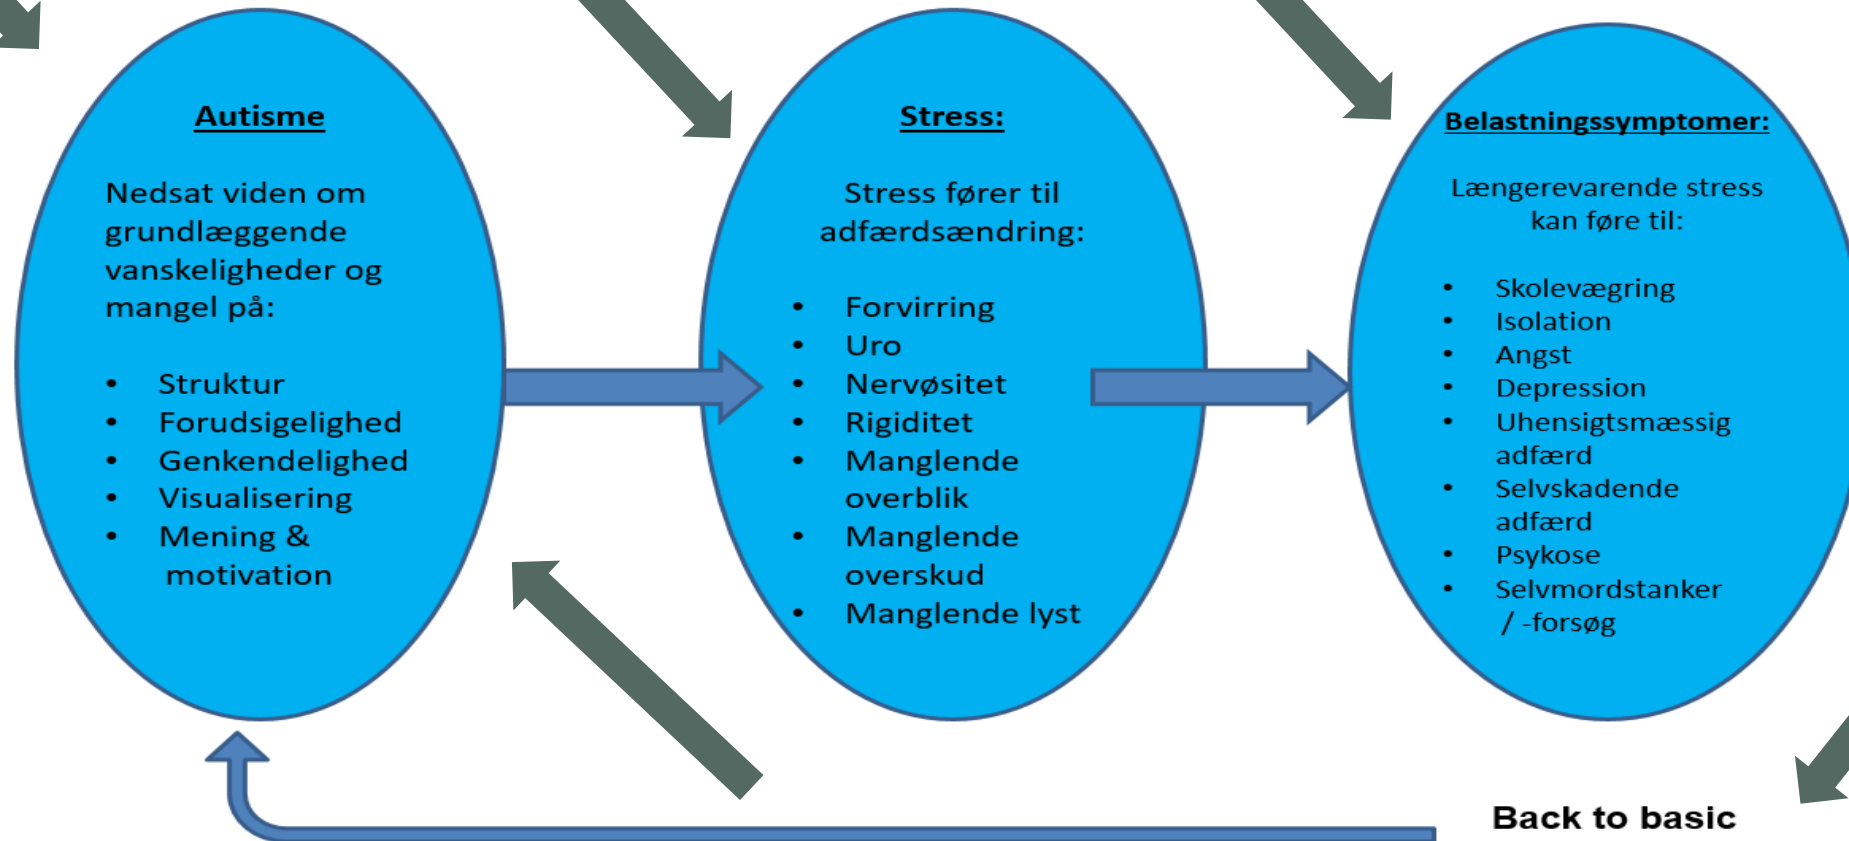 Autisme
Nedsat viden om
grundlæggende
vanskeligheder og
mangel på:
• Struktur
• Forudsigelighed
• Genkendelighed
• Visualisering
• Mening &
motivation
Stress:
Stress fører til
adfærdsændring:
• Forvirring
• Uro
• Nervøsitet
• Rigiditet
• Manglende
overblik
• Manglende
overskud
• Manglende lyst
Belastningssymptomer:
Længerevarende stress
kan føre til:
• Skolevægring
• Isolation
• Angst
• Depression
• Uhensigtsmæssig
adfærd
• Selvskadende
adfærd
• Psykose
• Selvmordstanker
/ -forsøg
Back to basic